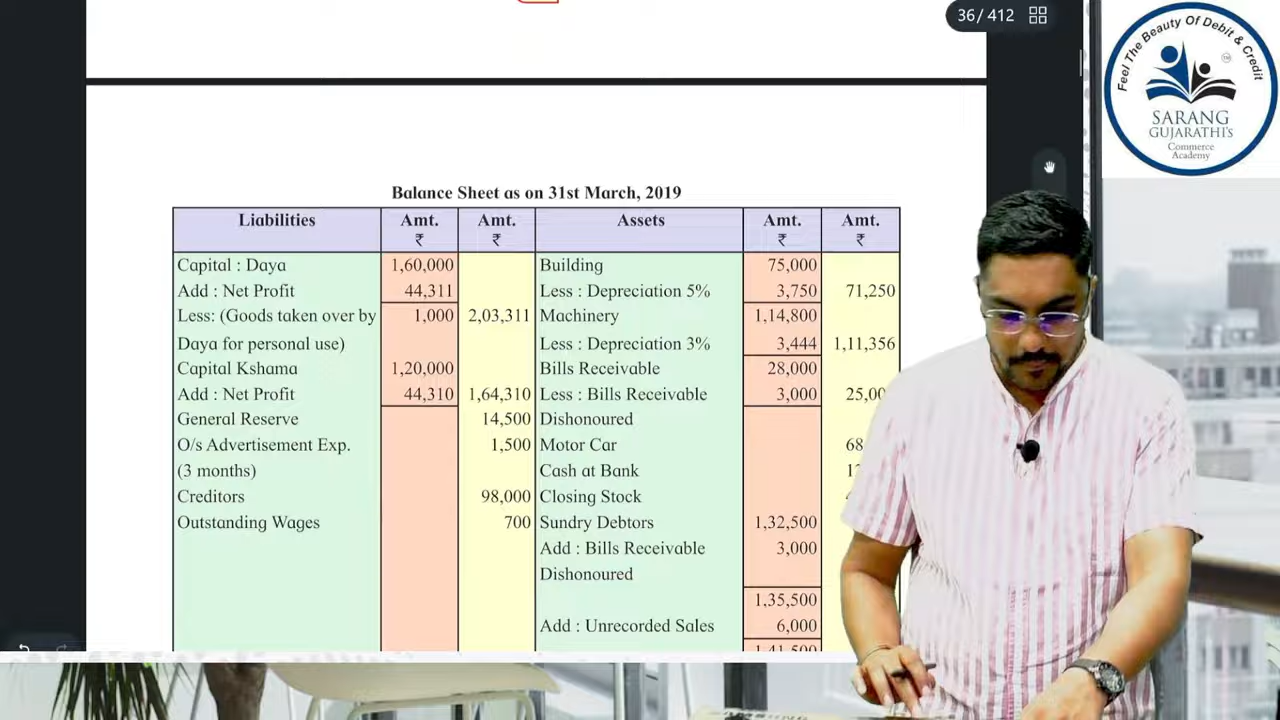 36/412
Feel The Beauty Of Debit & Credit
TM
SARANG
GUJARATHI'S
Commerce
Academy
Balance Sheet as on 31st March, 2019
Liabilities Amt. ₹ Amt. ₹ Assets Amt. ₹ Amt. ₹
Capital : Daya 1,60,000 Building 75,000
Add : Net Profit 44,311 Less : Depreciation 5% 3,750 71,250
Less: (Goods taken over by 1,000 2,03,311 Machinery 1,14,800
Daya for personal use) Less : Depreciation 3% 3,444 1,11,356
Capital Kshama 1,20,000 Bills Receivable 28,000
Add : Net Profit 44,310 1,64,310 Less : Bills Receivable 3,000 25,00
General Reserve 14,500 Dishonoured
O/s Advertisement Exp. 1,500 Motor Car 68
(3 months) Cash at Bank
Creditors 98,000 Closing Stock
Outstanding Wages 700 Sundry Debtors 1,32,500
Add : Bills Receivable 3,000
Dishonoured
1,35,500
Add : Unrecorded Sales 6,000
1,41,500